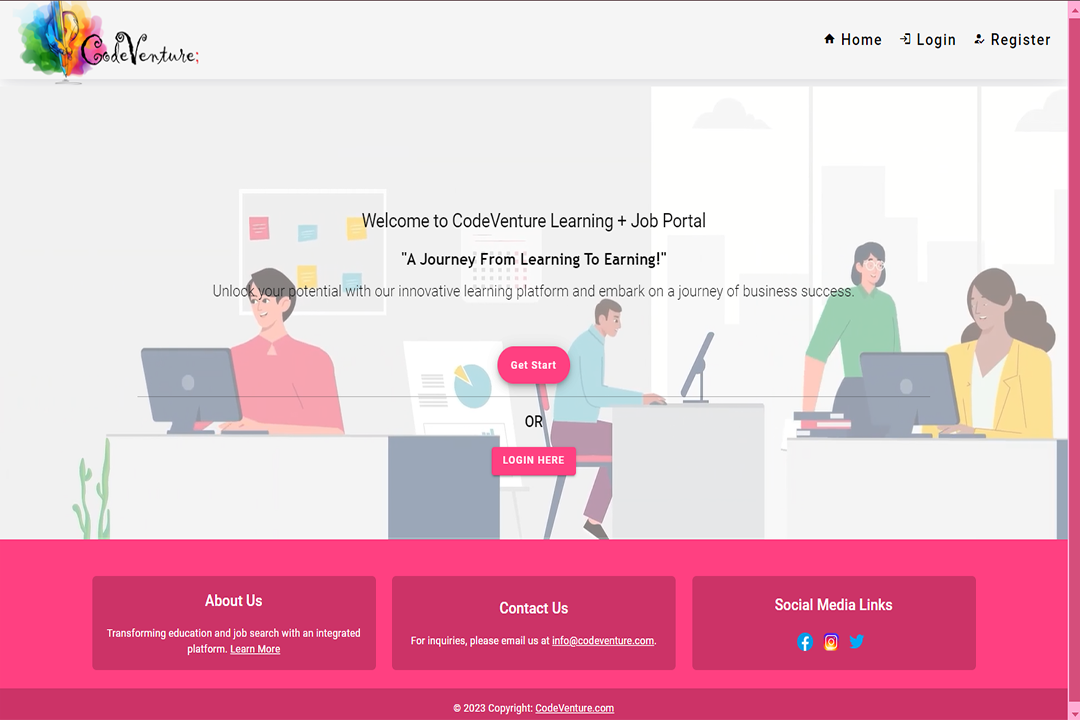 CodeVenture;
Home
Login
Register
Welcome to CodeVenture Learning + Job Portal
"A Journey From Learning To Earning!"
Unlock your potential with our innovative learning platform and embark on a journey of business success.
Get Start
OR
LOGIN HERE
About Us
Transforming education and job search with an integrated
platform. Learn More
Contact Us
For inquiries, please email us at info@codeventure.com.
Social Media Links
© 2023 Copyright: CodeVenture.com